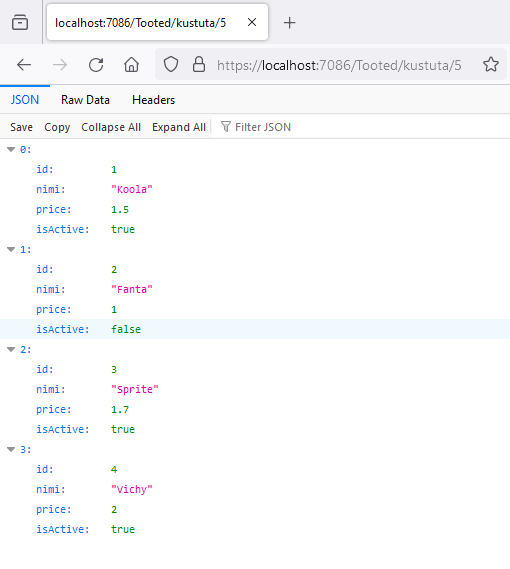 localhost:7086/Tooted/kustuta/5
https://localhost:7086/Tooted/kustuta/5
JSON Raw Data Headers
Save Copy Collapse All Expand All Filter JSON
0:
id: 1
nimi: "Koola"
price: 1.5
isActive: true
1:
id: 2
nimi: "Fanta"
price: 1
isActive: false
2:
id: 3
nimi: "Sprite"
price: 1.7
isActive: true
3:
id: 4
nimi: "Vichy"
price: 2
isActive: true